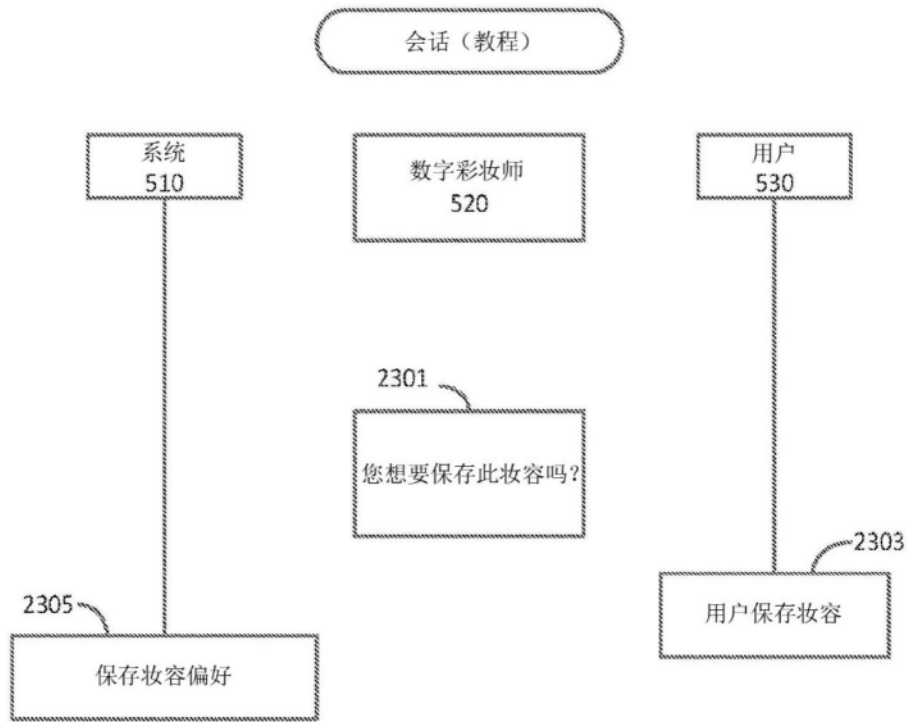 会话（教程）
系统
510
数字彩妆师
520
用户
530
2301
您想要保存此妆容吗？
2303
用户保存妆容
2305
保存妆容偏好